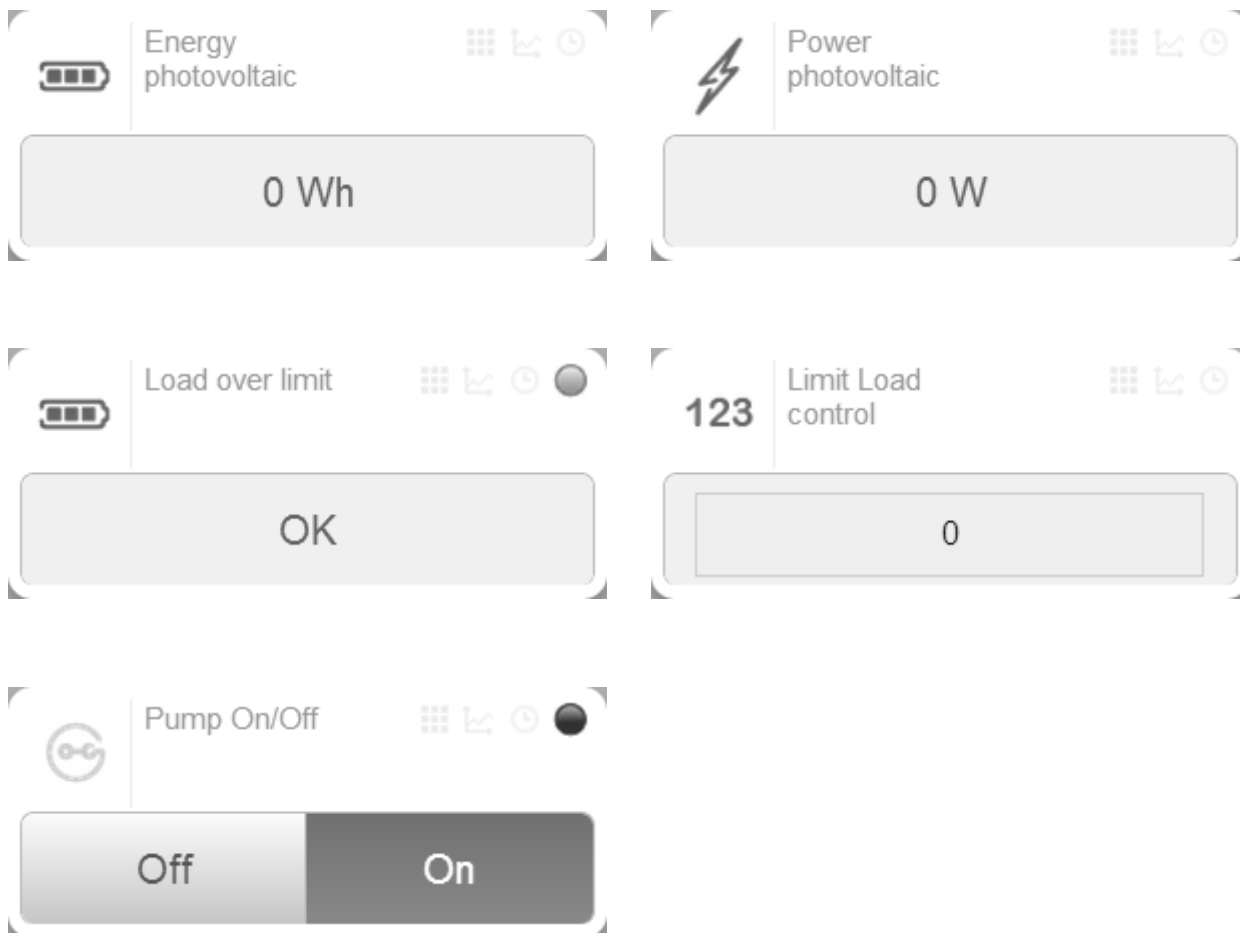 Energy
photovoltaic
0 Wh
Power
photovoltaic
0 W
Load over limit
OK
123
Limit Load
control
0
Pump On/Off
Off
On